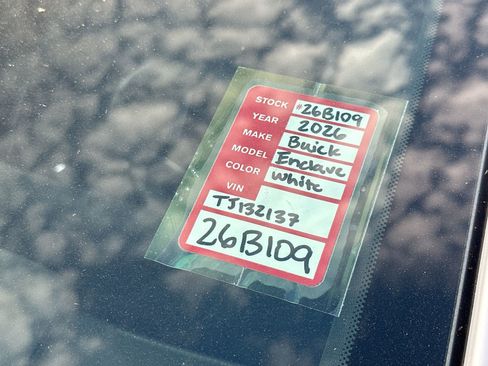 STOCK #26B109
YEAR 2026
MAKE Buick
MODEL Enclave
COLOR White
VIN
TJ132137
26B109